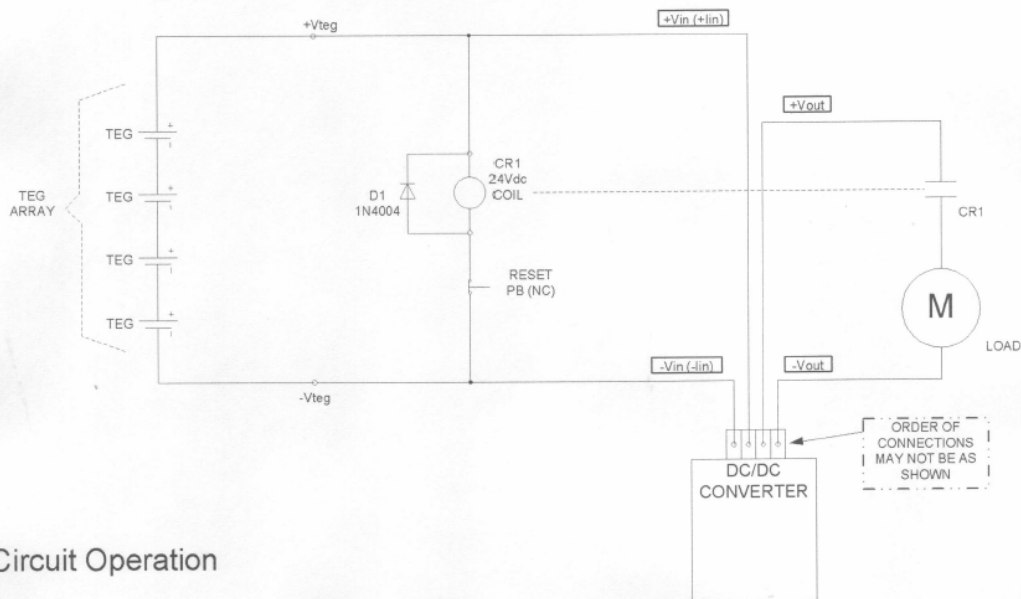 +Vteg
+Vin (+Iin)
+Vout
TEG
TEG
TEG
TEG
TEG
ARRAY
D1
1N4004
CR1
24Vdc
COIL
CR1
RESET
PB (NC)
M
LOAD
-Vteg
-Vin (-Iin)
-Vout
ORDER OF
CONNECTIONS
MAY NOT BE AS
SHOWN
DC/DC
CONVERTER
Circuit Operation